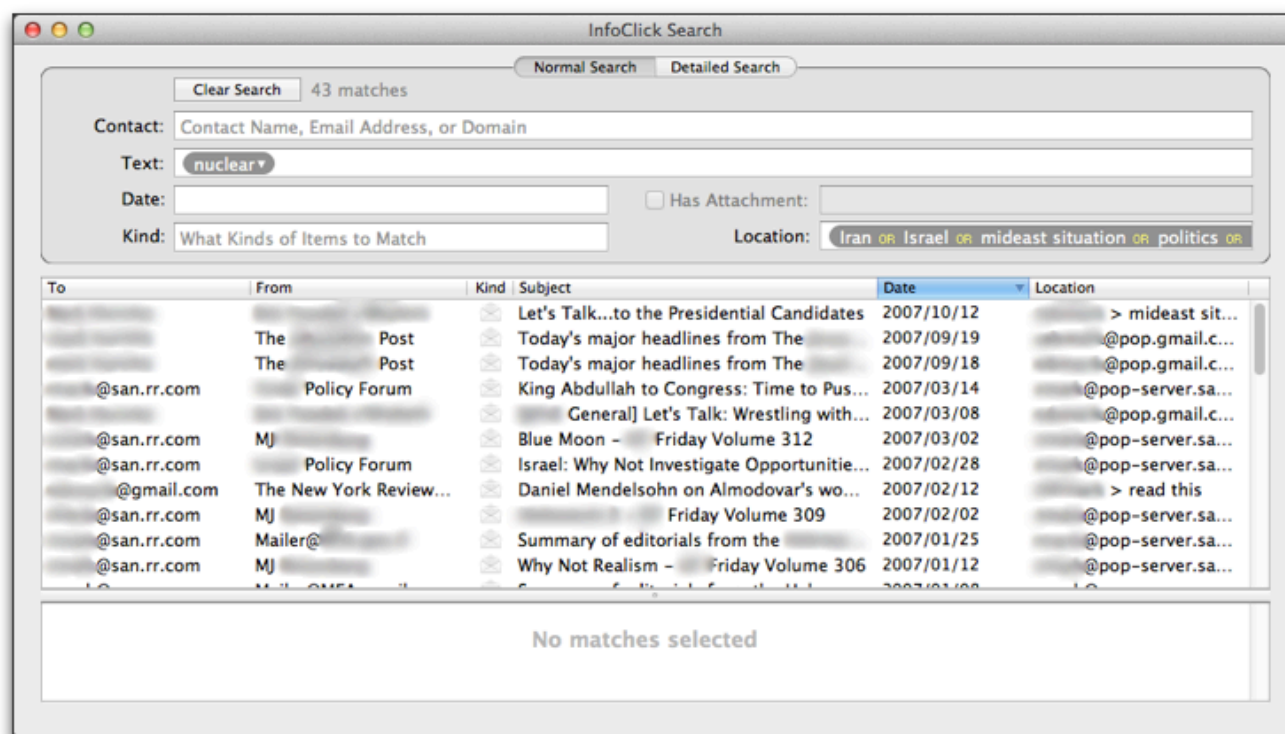 InfoClick Search
Normal Search Detailed Search
Clear Search 43 matches
Contact: Contact Name, Email Address, or Domain
Text: nuclear
Date: Has Attachment:
Kind: What Kinds of Items to Match Location: Iran OR Israel OR mideast situation OR politics OR
To From Kind Subject Date Location
Let's Talk...to the Presidential Candidates 2007/10/12 > mideast sit...
The Post Today's major headlines from The 2007/09/19 @pop.gmail.c...
The Post Today's major headlines from The 2007/09/18 @pop.gmail.c...
@san.rr.com Policy Forum King Abdullah to Congress: Time to Pus... 2007/03/14 @pop-server.sa...
General] Let's Talk: Wrestling with... 2007/03/08 @pop.gmail.c...
@san.rr.com MJ Blue Moon – Friday Volume 312 2007/03/02 @pop-server.sa...
@san.rr.com Policy Forum Israel: Why Not Investigate Opportunitie... 2007/02/28 @pop-server.sa...
@gmail.com The New York Review... Daniel Mendelsohn on Almodovar's wo... 2007/02/12 > read this
@san.rr.com MJ Friday Volume 309 2007/02/02 @pop-server.sa...
@san.rr.com Mailer@ Summary of editorials from the 2007/01/25 @pop-server.sa...
@san.rr.com MJ Why Not Realism – Friday Volume 306 2007/01/12 @pop-server.sa...
No matches selected